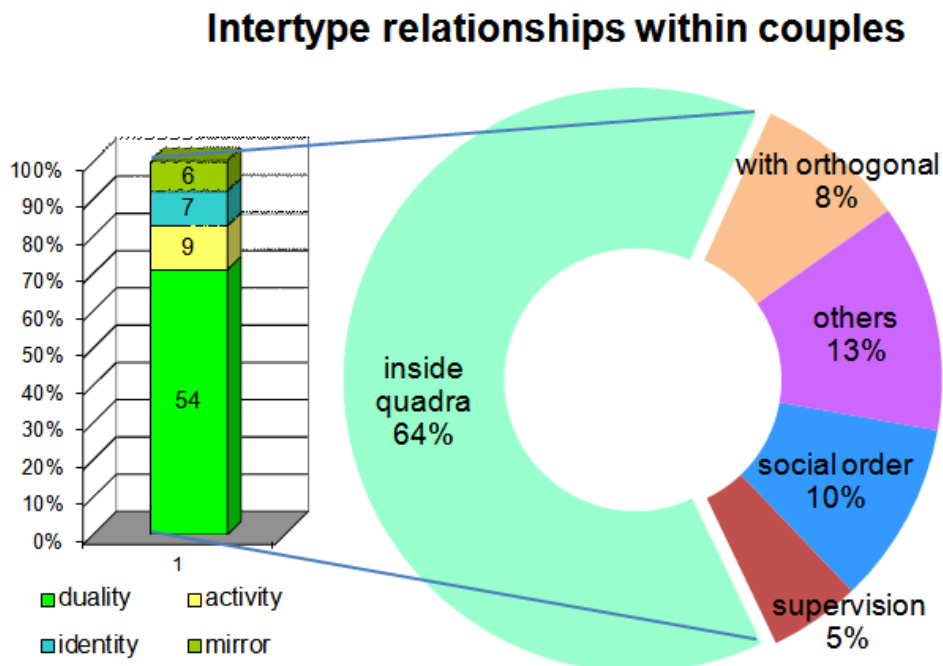 Intertype relationships within couples
100%
90%
80%
70%
60%
50%
40%
30%
20%
10%
0%
6
7
9
54
1
duality
activity
identity
mirror
inside
quadra
64%
with orthogonal
8%
others
13%
social order
10%
supervision
5%